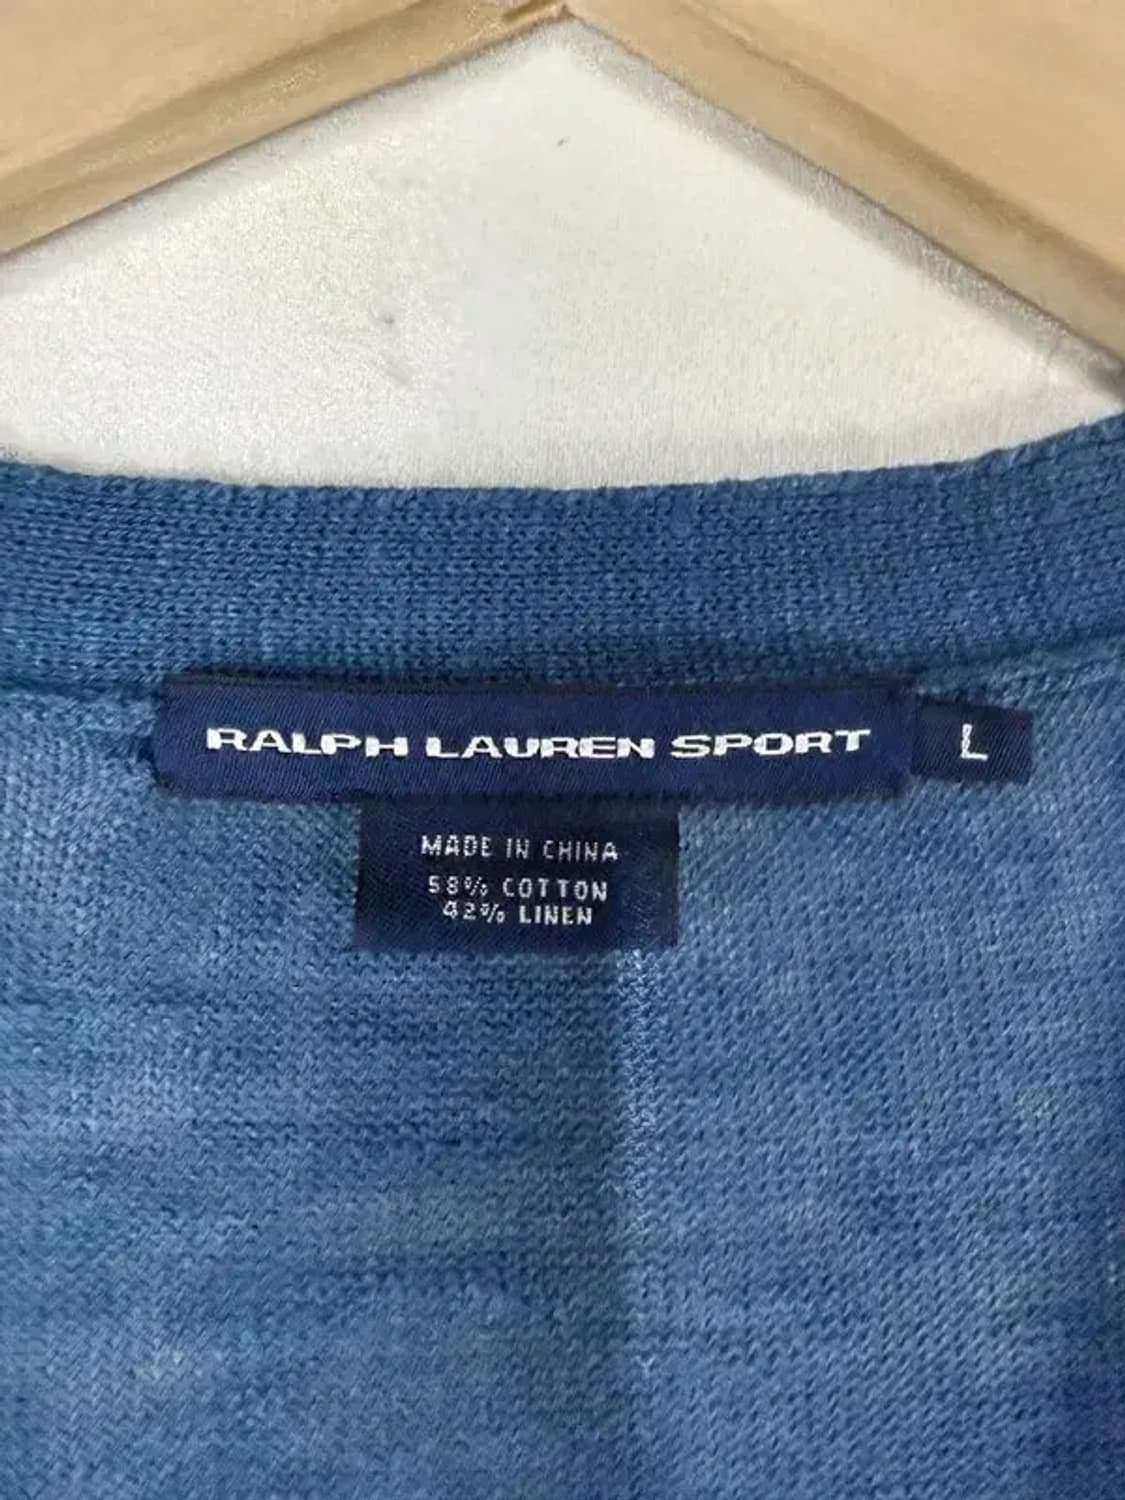 RALPH LAUREN SPORT L
MADE IN CHINA
58% COTTON
42% LINEN